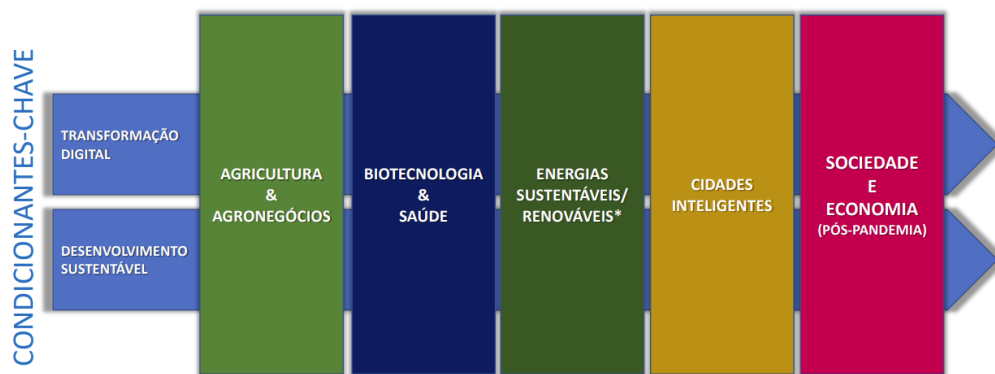 CONDICIONANTES-CHAVE
TRANSFORMAÇÃO
DIGITAL
DESENVOLVIMENTO
SUSTENTÁVEL
AGRICULTURA
&
AGRONEGÓCIOS
BIOTECNOLOGIA
&
SAÚDE
ENERGIAS
SUSTENTÁVEIS/
RENOVÁVEIS*
CIDADES
INTELIGENTES
SOCIEDADE
E
ECONOMIA
(PÓS-PANDEMIA)